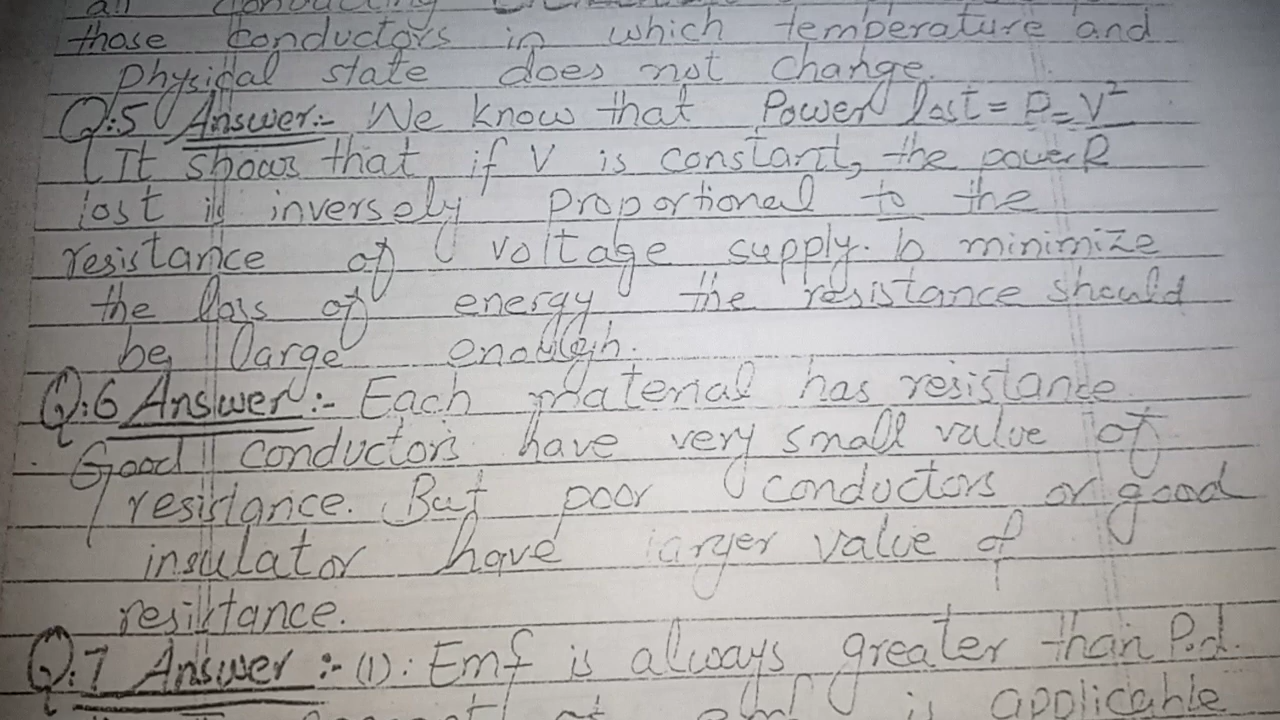 all conducting
those conductors in which temperature and
physical state does not change.
Q:5 Answer:- We know that Power lost = P = V²
It shows that if V is constant, the power R
lost is inversely proportional to the
resistance of voltage supply. To minimize
the loss of energy the resistance should
be large enough.
Q:6 Answer:- Each material has resistance
Good conductors have very small value of
resistance. But poor conductors or good
insulator have larger value of
resistance.
Q:7 Answer:- (1): Emf is always greater than P.d.
is applicable